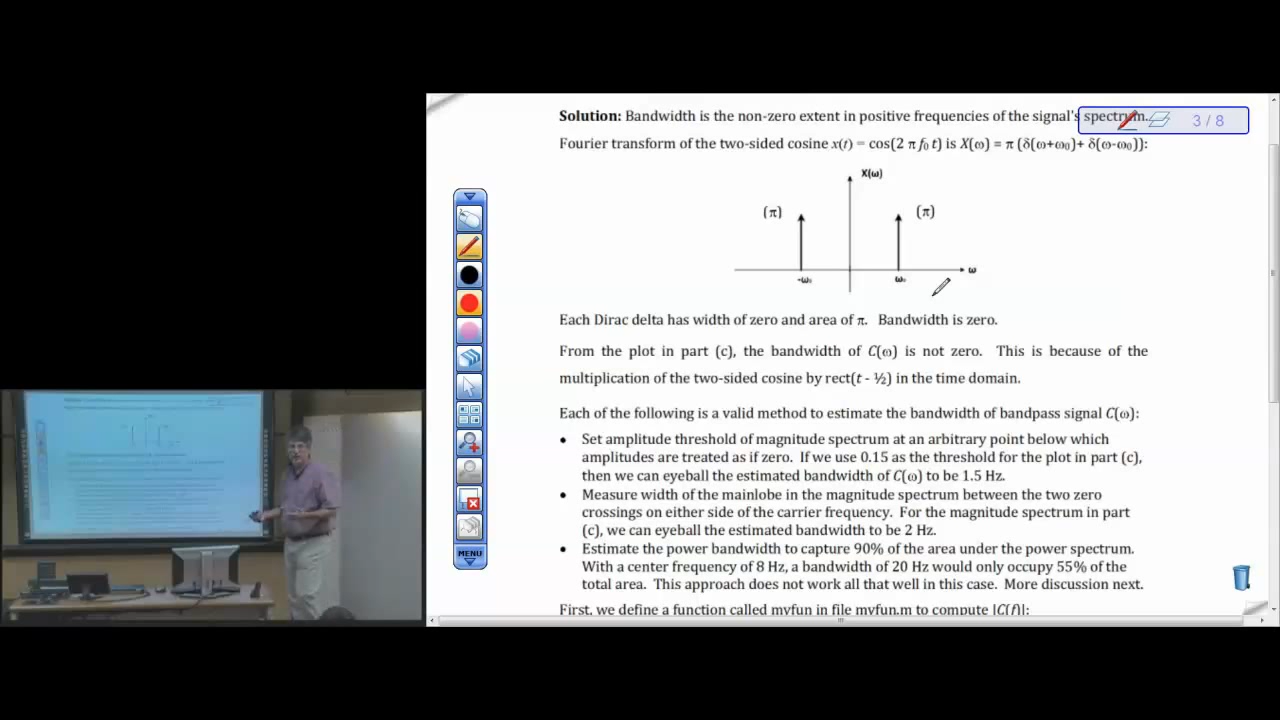 Solution: Bandwidth is the non-zero extent in positive frequencies of the signal's spectrum.
3 / 8
Fourier transform of the two-sided cosine x(t) = cos(2 π f₀ t) is X(ω) = π (δ(ω+ω₀)+ δ(ω-ω₀)):
X(ω)
(π)
(π)
-ω₀
ω₀
ω
Each Dirac delta has width of zero and area of π. Bandwidth is zero.
From the plot in part (c), the bandwidth of C(ω) is not zero. This is because of the
multiplication of the two-sided cosine by rect(t - ½) in the time domain.
Each of the following is a valid method to estimate the bandwidth of bandpass signal C(ω):
• Set amplitude threshold of magnitude spectrum at an arbitrary point below which
amplitudes are treated as if zero. If we use 0.15 as the threshold for the plot in part (c),
then we can eyeball the estimated bandwidth of C(ω) to be 1.5 Hz.
• Measure width of the mainlobe in the magnitude spectrum between the two zero
crossings on either side of the carrier frequency. For the magnitude spectrum in part
(c), we can eyeball the estimated bandwidth to be 2 Hz.
• Estimate the power bandwidth to capture 90% of the area under the power spectrum.
With a center frequency of 8 Hz, a bandwidth of 20 Hz would only occupy 55% of the
total area. This approach does not work all that well in this case. More discussion next.
First, we define a function called myfun in file myfun.m to compute |C(f)|:
MENU